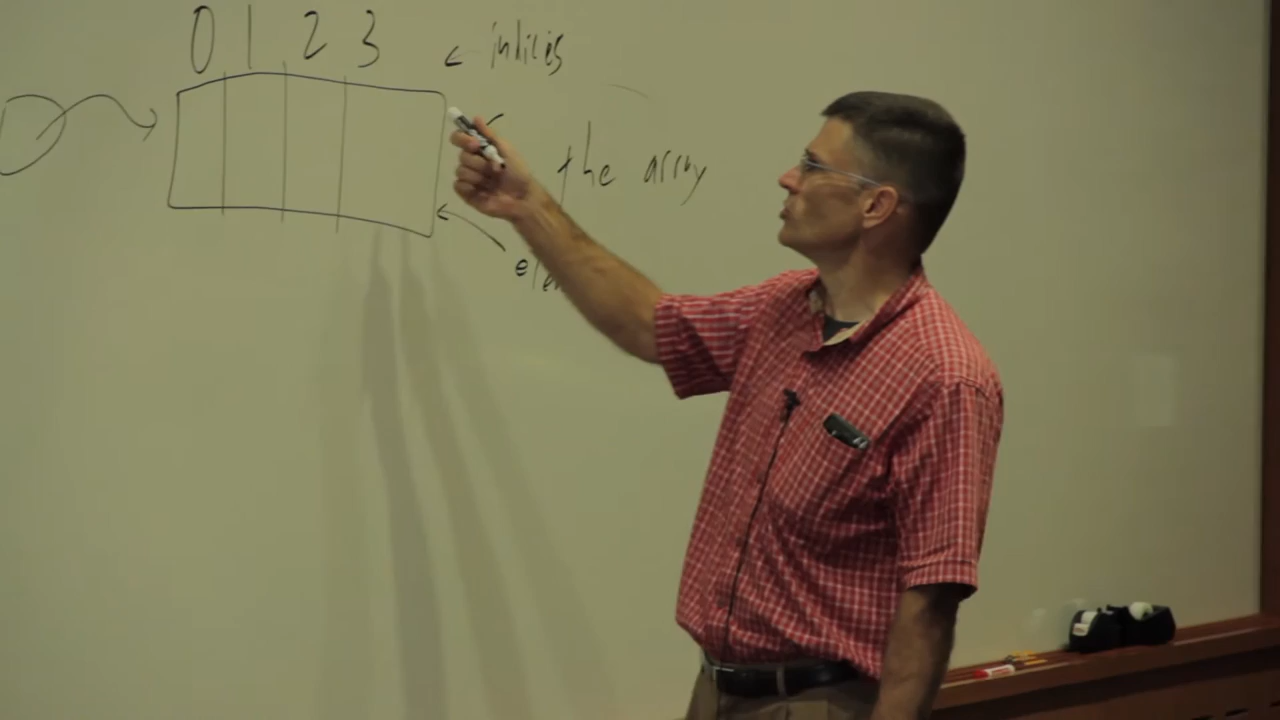 0 1 2 3
← indices
the array